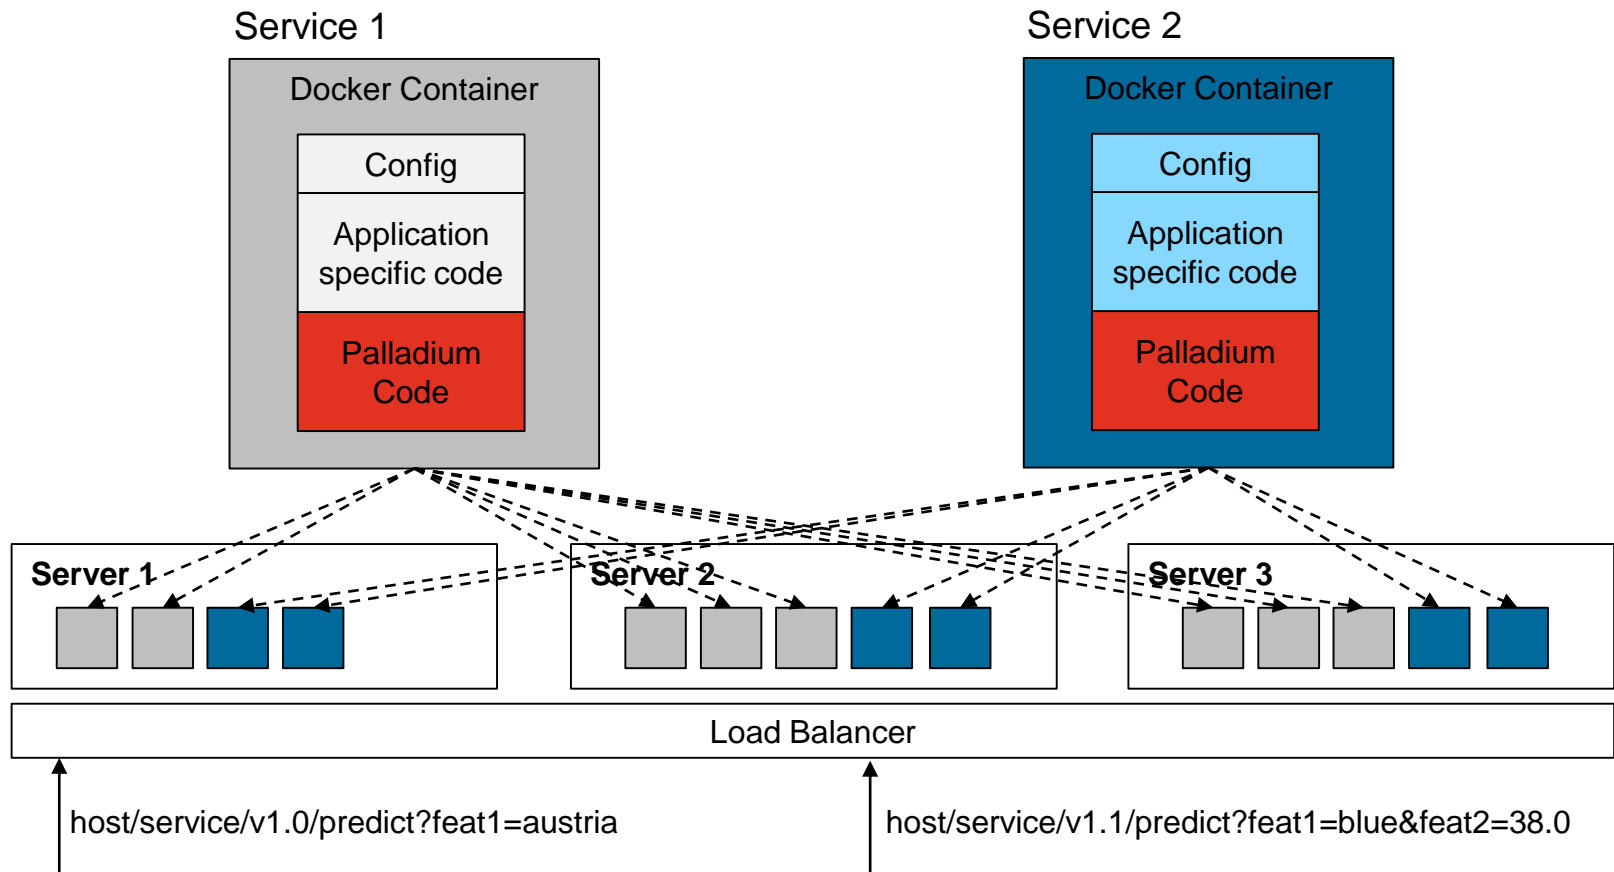 Service 1
Service 2
Docker Container
Docker Container
Config
Config
Application
specific code
Application
specific code
Palladium
Code
Palladium
Code
Server 1
Server 2
Server 3
Load Balancer
host/service/v1.0/predict?feat1=austria
host/service/v1.1/predict?feat1=blue&feat2=38.0